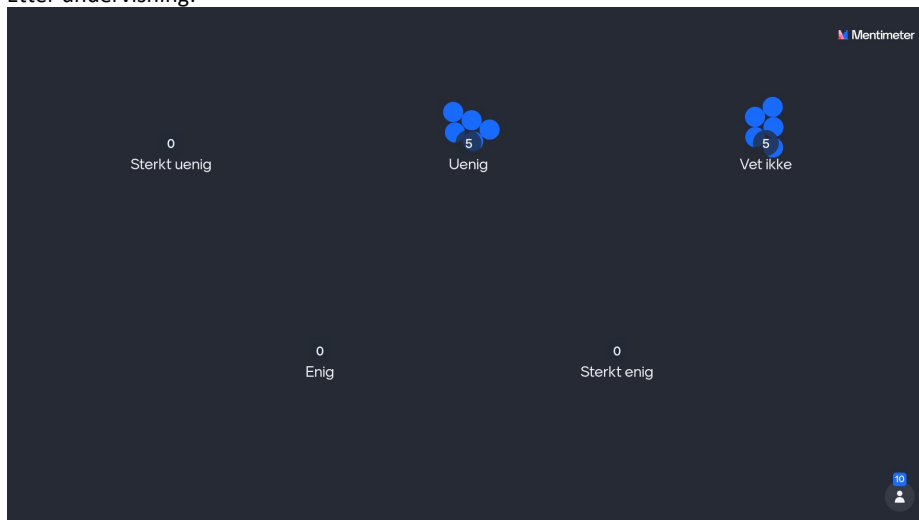 Etter undervisning:
Mentimeter
0
Sterkt uenig
5
Uenig
5
Vet ikke
0
Enig
0
Sterkt enig
10